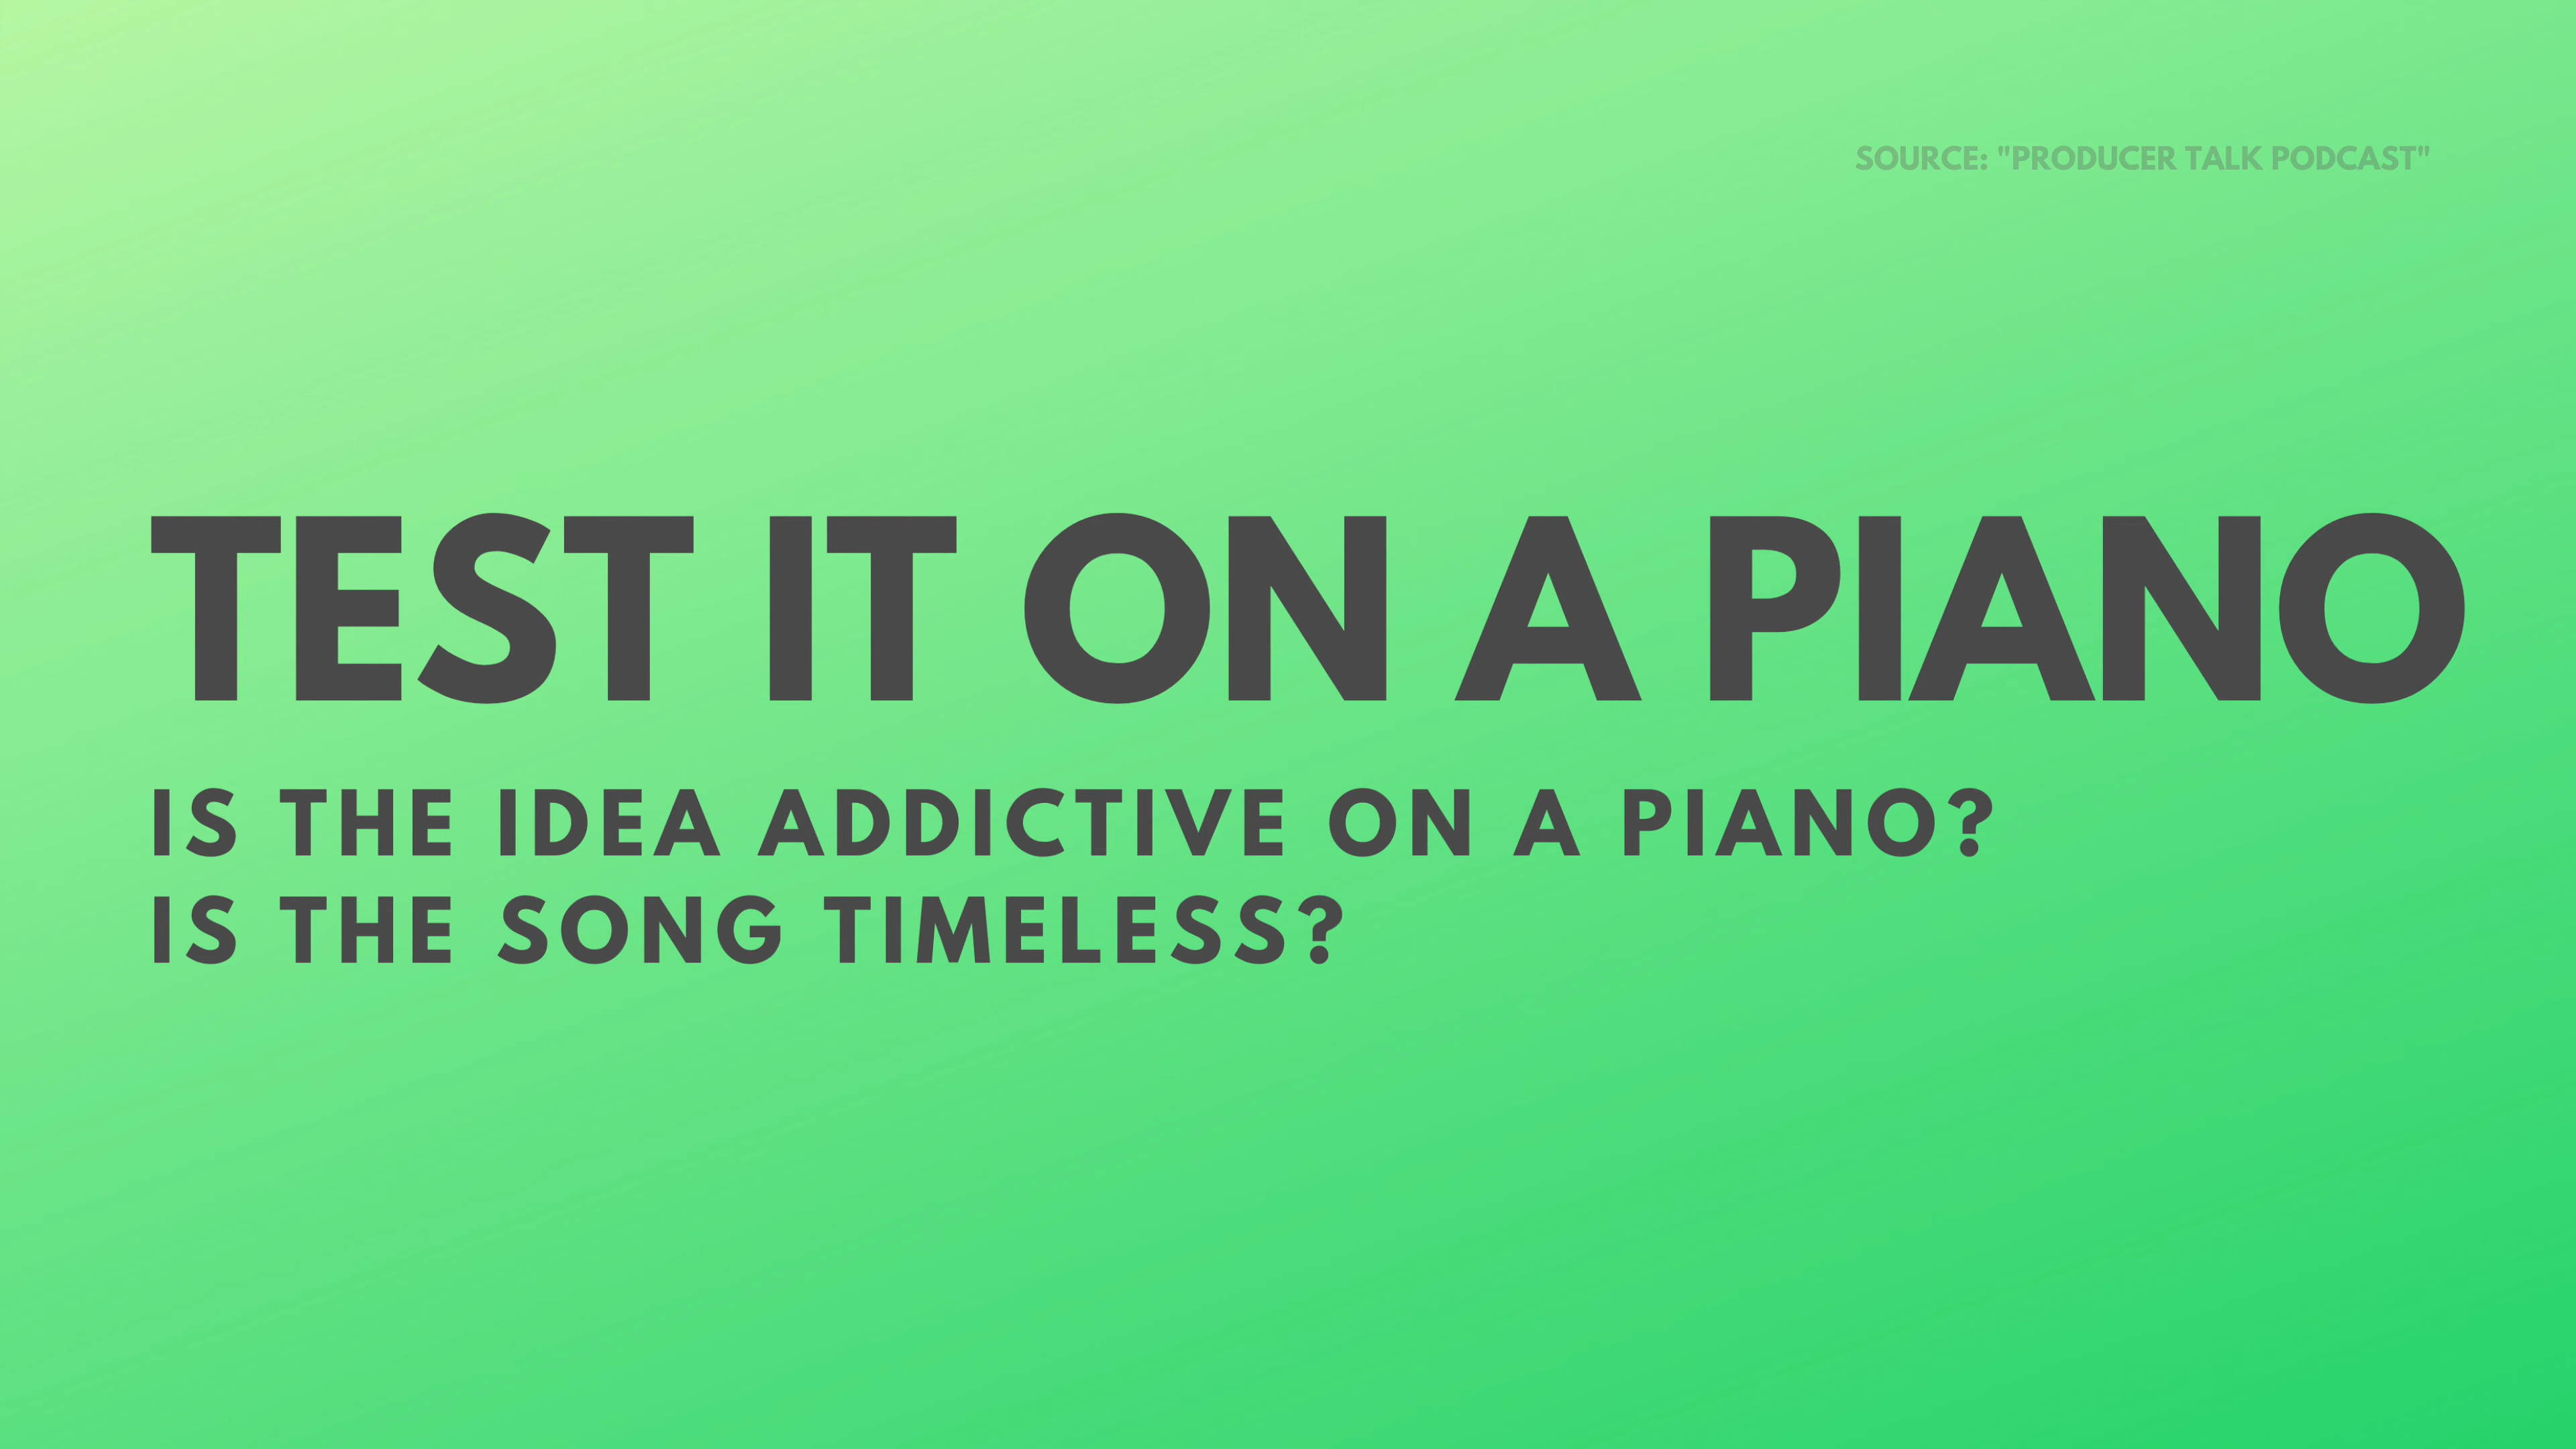 SOURCE: "PRODUCER TALK PODCAST"
TEST IT ON A PIANO
IS THE IDEA ADDICTIVE ON A PIANO?
IS THE SONG TIMELESS?